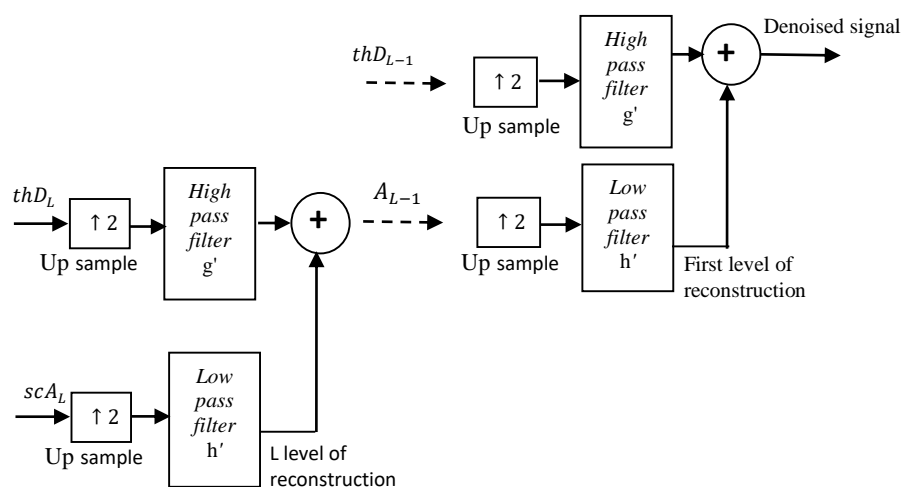 Denoised signal
thD_{L−1}
↑ 2
Up sample
High
pass
filter
g'
+
thD_L
↑ 2
Up sample
High
pass
filter
g'
+
A_{L−1}
↑ 2
Up sample
Low
pass
filter
h′
First level of
reconstruction
scA_L
↑ 2
Up sample
Low
pass
filter
h′
L level of
reconstruction